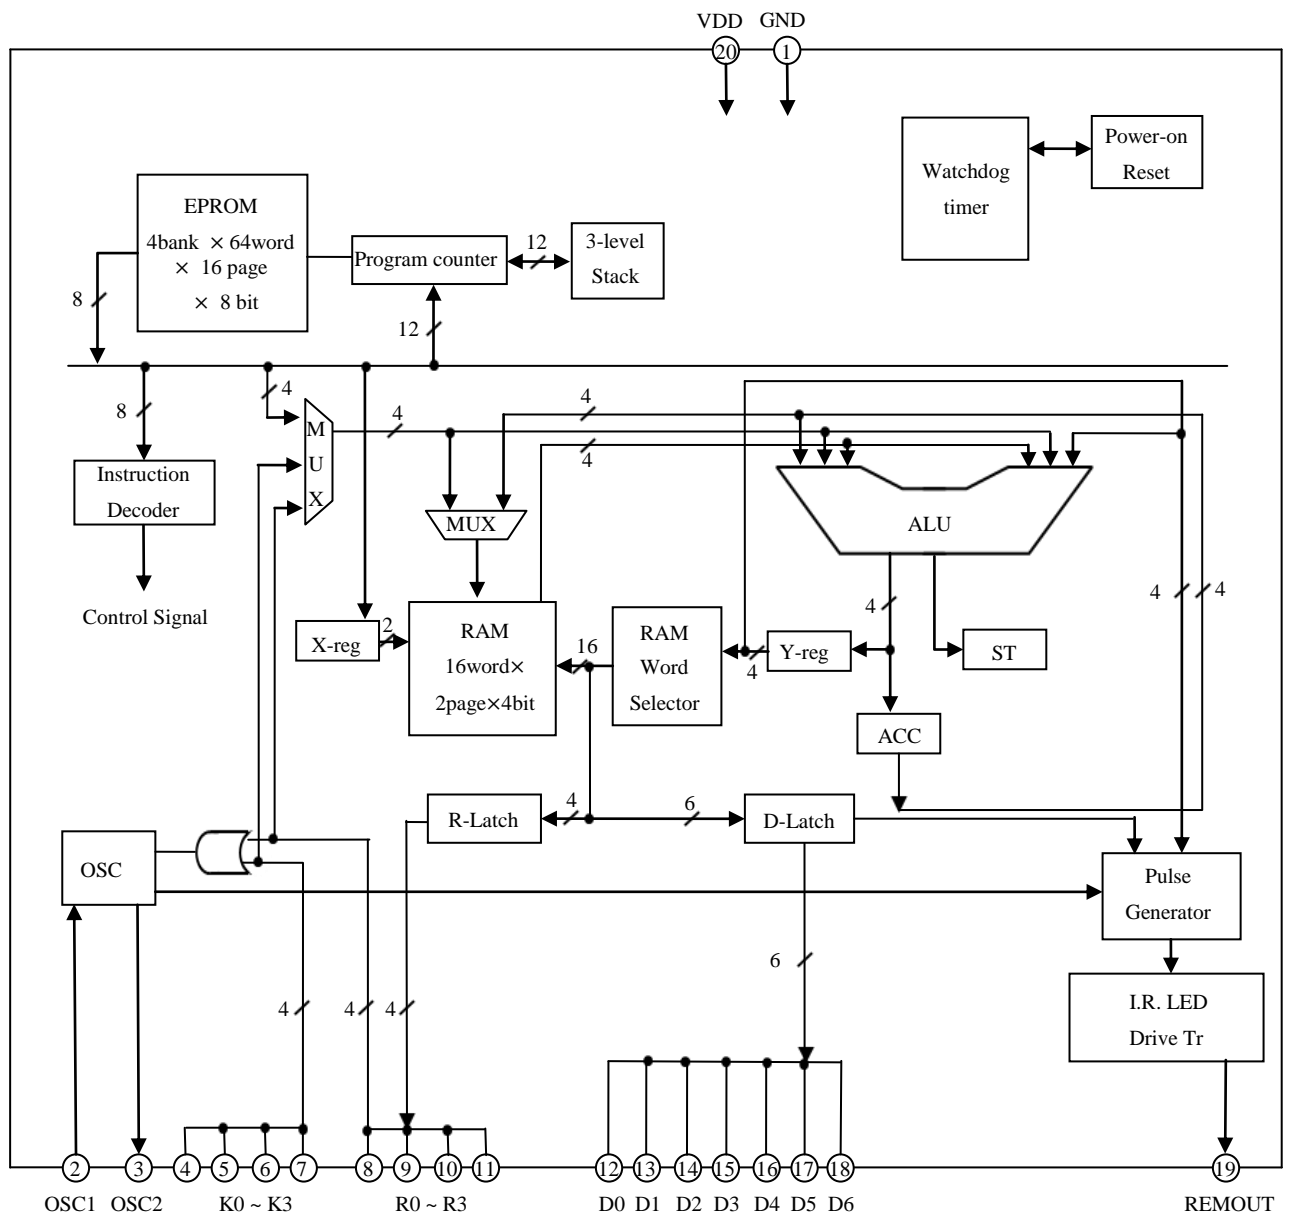 VDD GND
20 1
Watchdog
timer
Power-on
Reset
EPROM
4bank × 64word
× 16 page
× 8 bit
Program counter
12
3-level
Stack
8
12
8
4
4
4
4
M
U
X
MUX
ALU
Instruction
Decoder
Control Signal
4
4
4
X-reg
2
RAM
16word×
2page×4bit
16
RAM
Word
Selector
4
Y-reg
ST
ACC
R-Latch
4
6
D-Latch
OSC
Pulse
Generator
6
4
4
4
I.R. LED
Drive Tr
2 3 4 5 6 7 8 9 10 11 12 13 14 15 16 17 18 19
OSC1 OSC2 K0 ~ K3 R0 ~ R3 D0 D1 D2 D3 D4 D5 D6 REMOUT